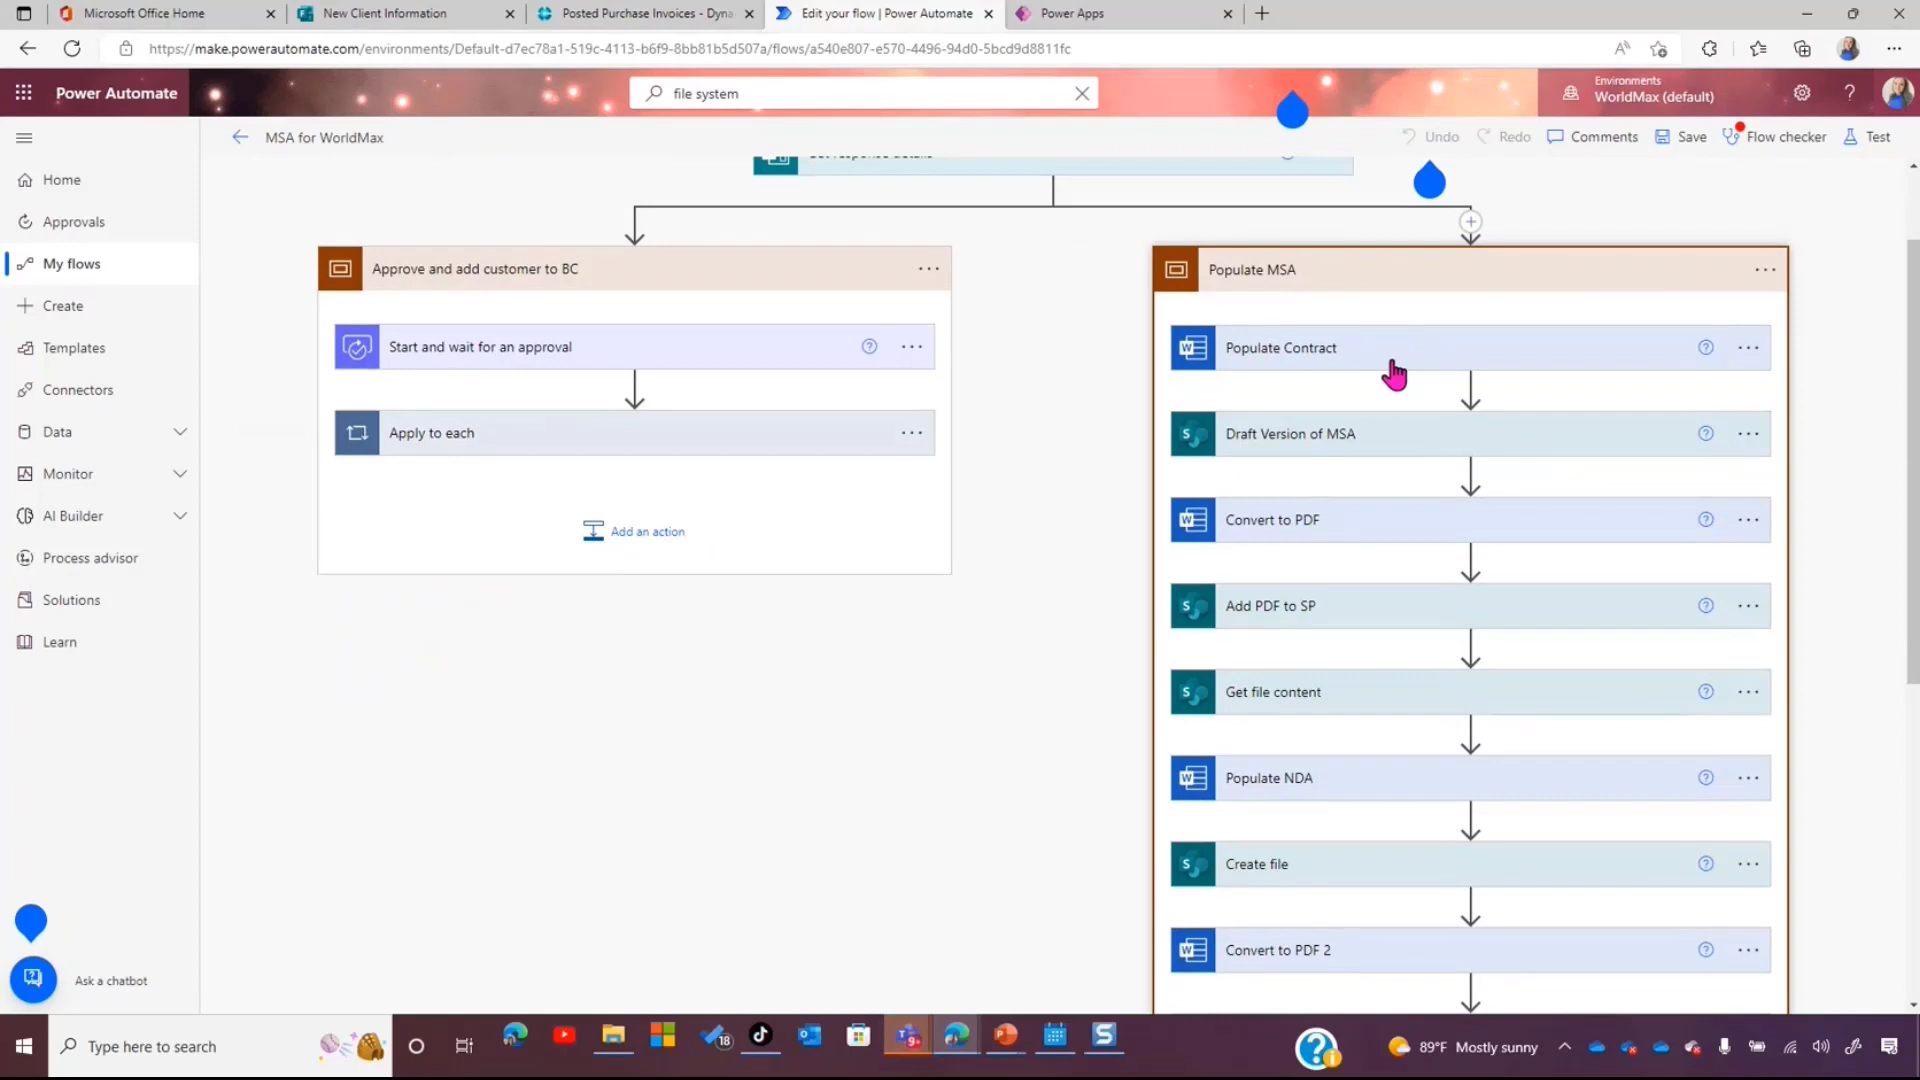 Microsoft Office Home
New Client Information
Posted Purchase Invoices - Dyna
Edit your flow | Power Automate
Power Apps
https://make.powerautomate.com/environments/Default-d7ec78a1-519c-4113-b6f9-8bb81b5d507a/flows/a540e807-e570-4496-94d0-5bcd9d8811fc
Power Automate
file system
Environments
WorldMax (default)
MSA for WorldMax
Undo
Redo
Comments
Save
Flow checker
Test
Home
Approvals
My flows
Create
Templates
Connectors
Data
Monitor
AI Builder
Process advisor
Solutions
Learn
Ask a chatbot
Get response details
Approve and add customer to BC
Start and wait for an approval
Apply to each
Add an action
Populate MSA
Populate Contract
Draft Version of MSA
Convert to PDF
Add PDF to SP
Get file content
Populate NDA
Create file
Convert to PDF 2
Type here to search
18
9+
89°F Mostly sunny